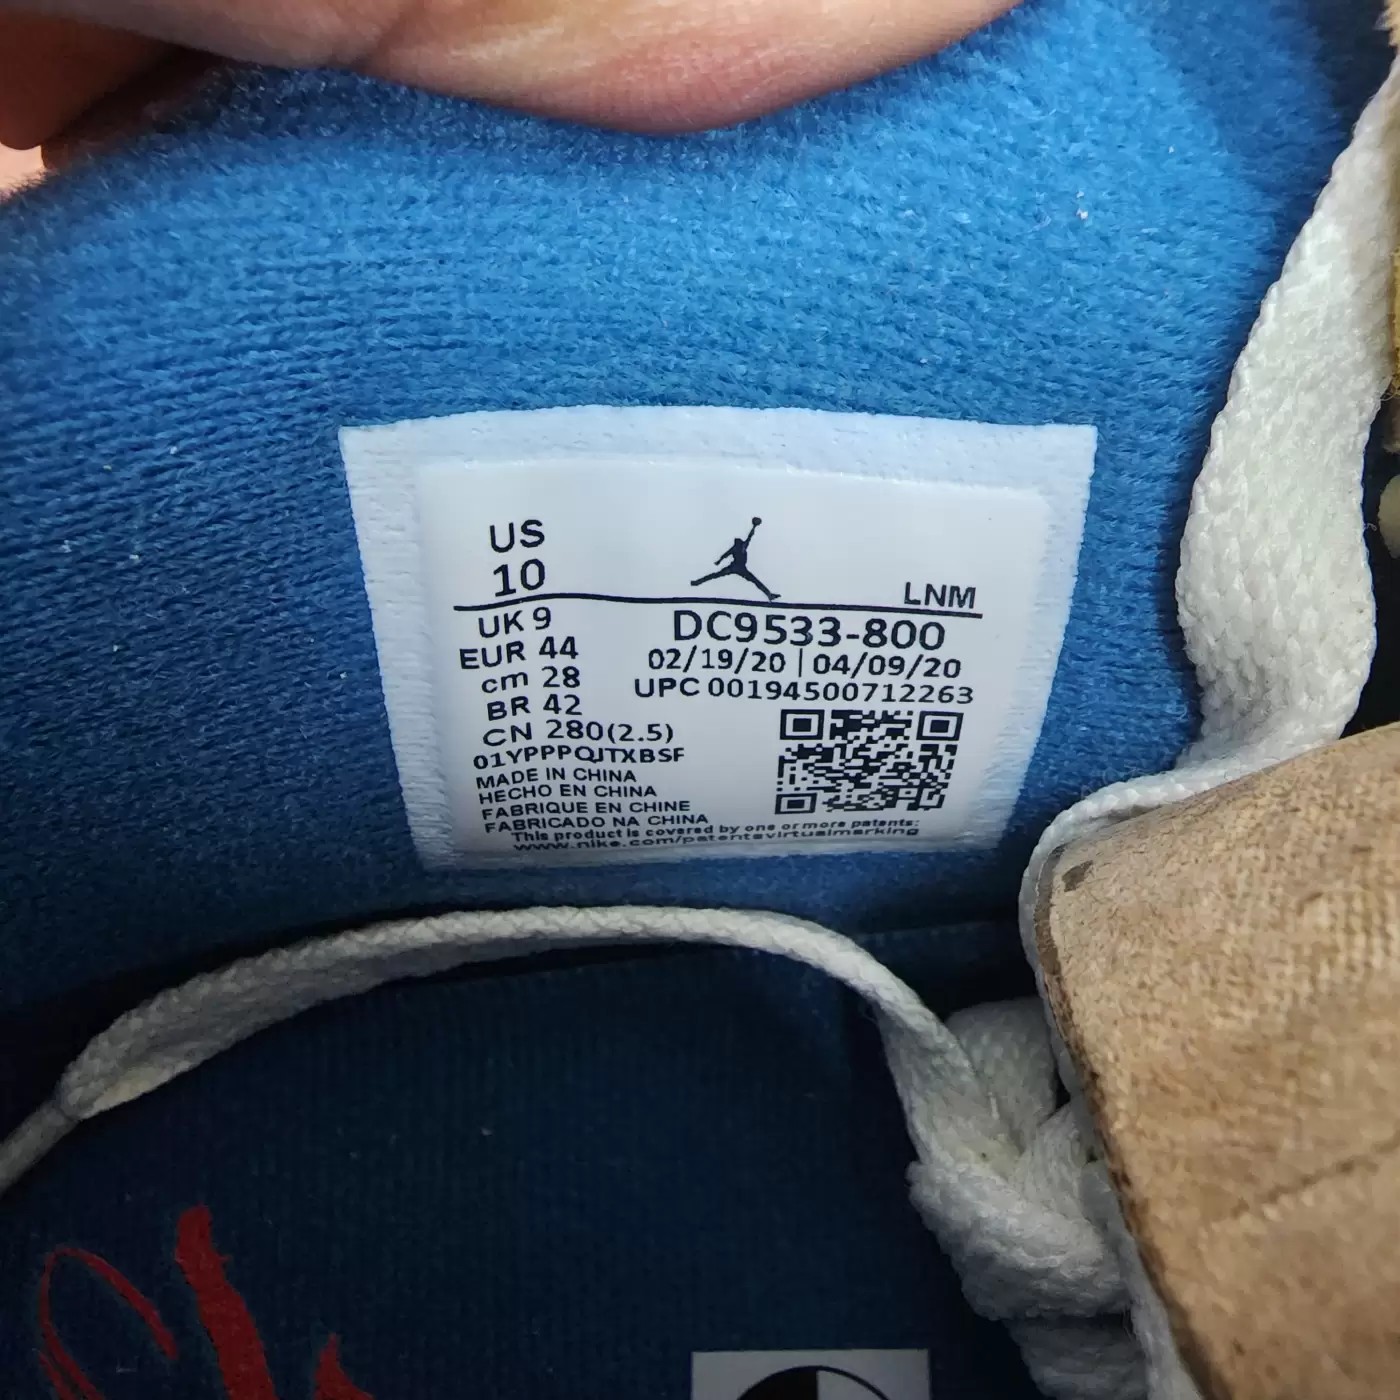 US
10
LNM
UK 9
EUR 44
cm 28
BR 42
CN 280(2.5)
DC9533-800
02/19/20 | 04/09/20
UPC 00194500712263
01YPPPQJTXBSF
MADE IN CHINA
HECHO EN CHINA
FABRIQUE EN CHINE
FABRICADO NA CHINA
This product is covered by one or more patents:
www.nike.com/patentsvirtualmarking